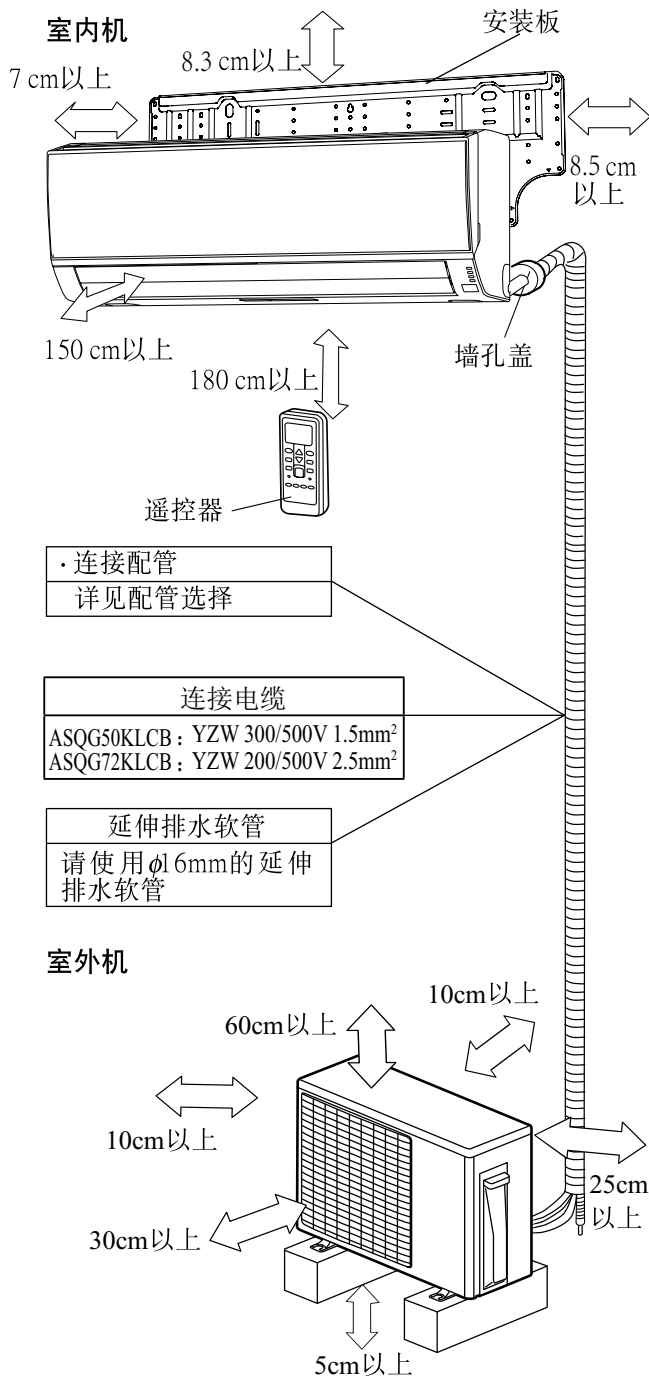 室内机
安装板
8.3 cm以上
7 cm以上
8.5 cm
以上
150 cm以上
墙孔盖
180 cm以上
遥控器
·连接配管
详见配管选择
连接电缆
ASQG50KLCB：YZW 300/500V 1.5mm²
ASQG72KLCB：YZW 200/500V 2.5mm²
延伸排水软管
请使用ϕ16mm的延伸
排水软管
室外机
10cm以上
60cm以上
10cm以上
25cm
以上
30cm以上
5cm以上